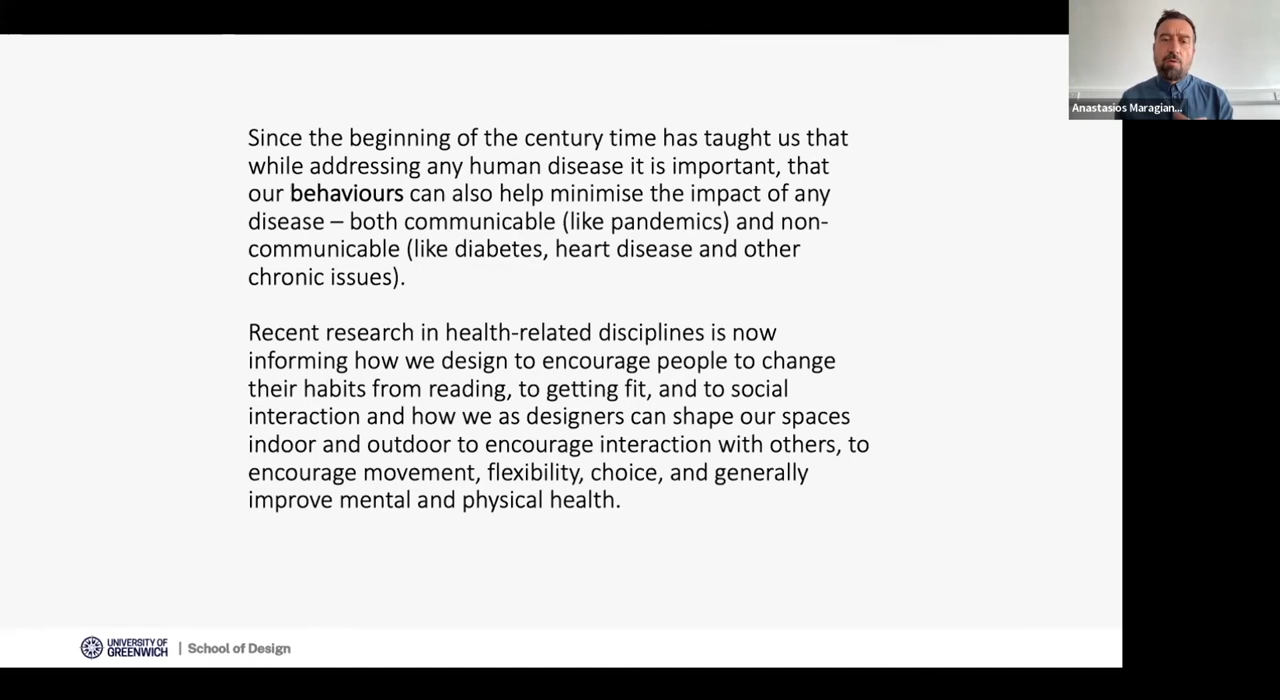 Anastasios Maragian...
Since the beginning of the century time has taught us that
while addressing any human disease it is important, that
our behaviours can also help minimise the impact of any
disease – both communicable (like pandemics) and non-
communicable (like diabetes, heart disease and other
chronic issues).
Recent research in health-related disciplines is now
informing how we design to encourage people to change
their habits from reading, to getting fit, and to social
interaction and how we as designers can shape our spaces
indoor and outdoor to encourage interaction with others, to
encourage movement, flexibility, choice, and generally
improve mental and physical health.
UNIVERSITY OF
GREENWICH | School of Design